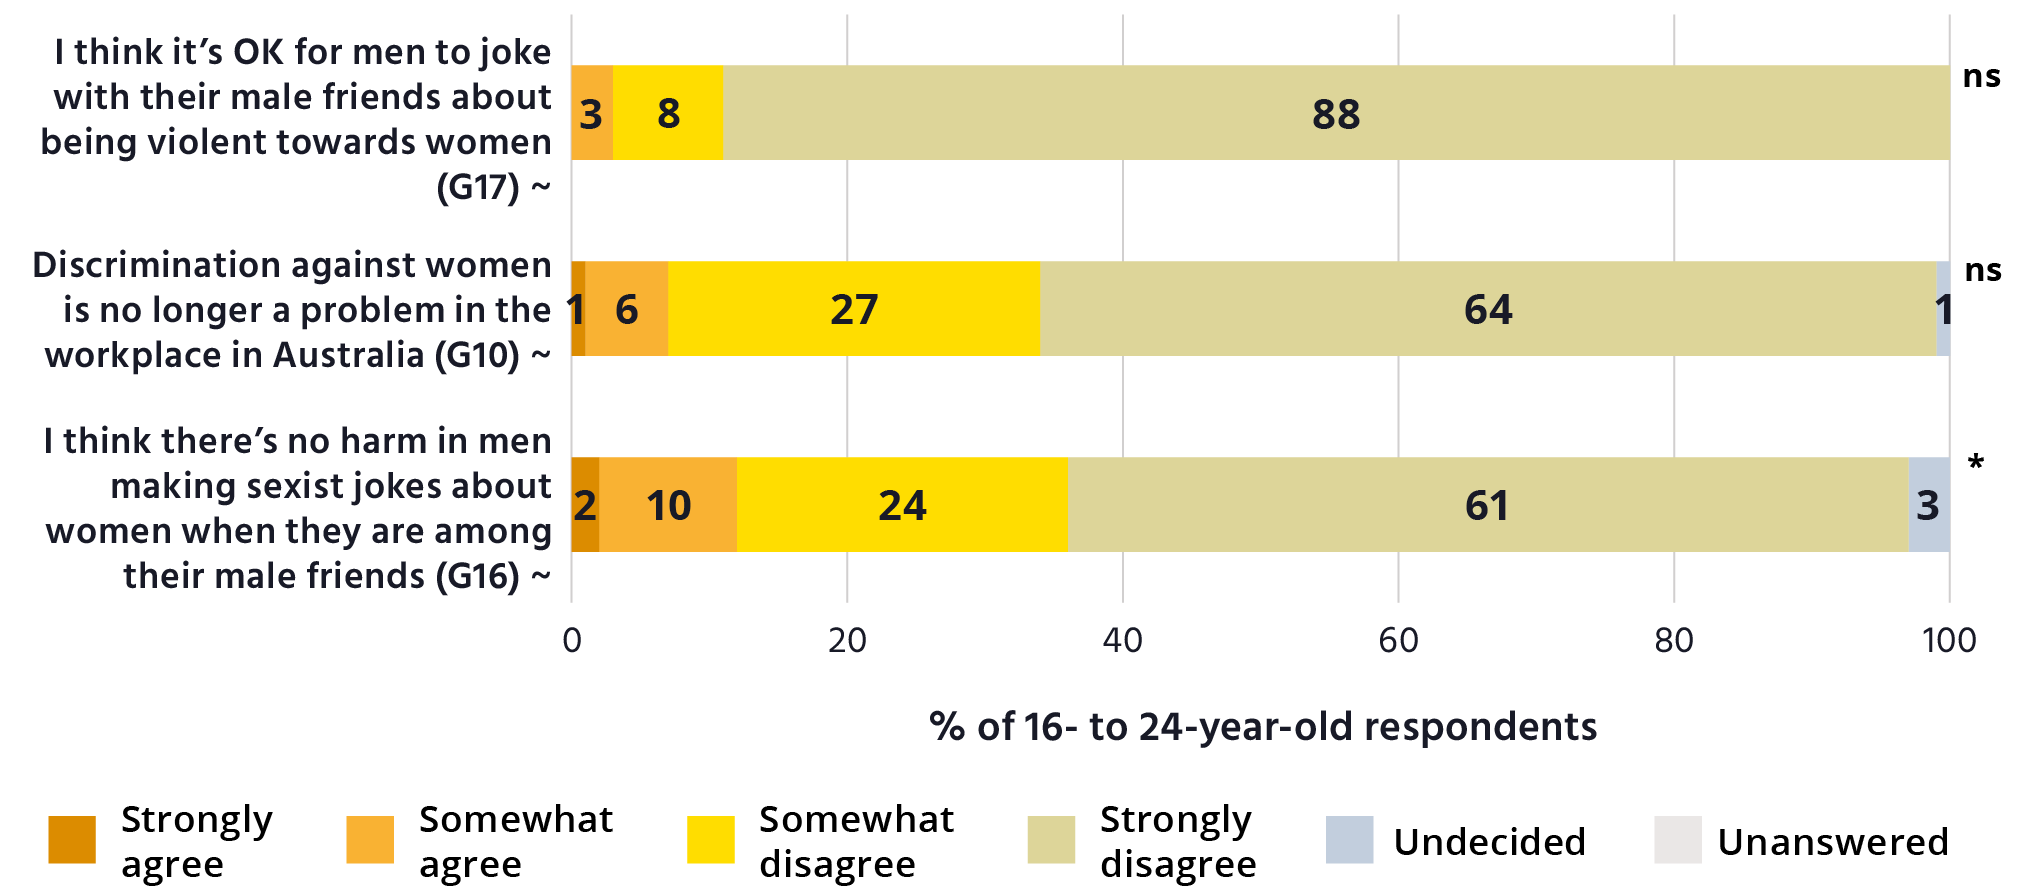 I think it’s OK for men to joke
with their male friends about
being violent towards women
(G17) ~
3 8 88 ns
Discrimination against women
is no longer a problem in the
workplace in Australia (G10) ~
1 6 27 64 1 ns
I think there’s no harm in men
making sexist jokes about
women when they are among
their male friends (G16) ~
2 10 24 61 3 *
0 20 40 60 80 100
% of 16- to 24-year-old respondents
Strongly
agree
Somewhat
agree
Somewhat
disagree
Strongly
disagree
Undecided
Unanswered